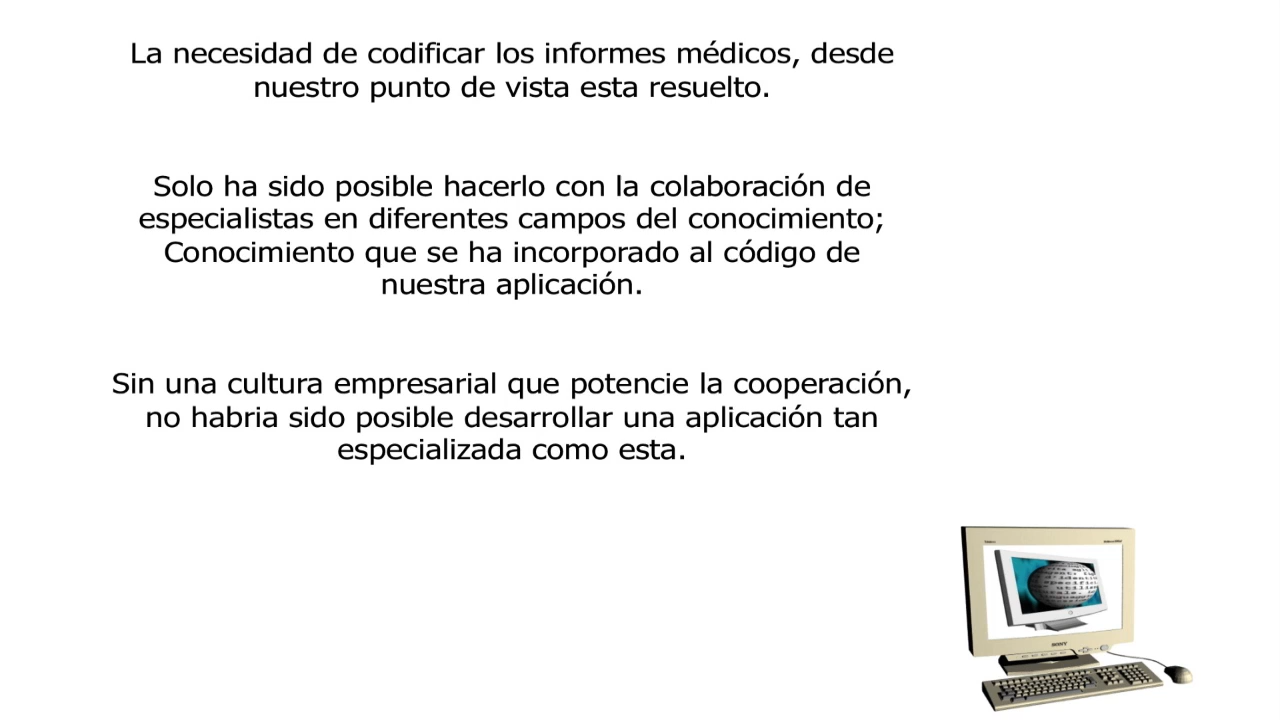 La necesidad de codificar los informes médicos, desde
nuestro punto de vista esta resuelto.
Solo ha sido posible hacerlo con la colaboración de
especialistas en diferentes campos del conocimiento;
Conocimiento que se ha incorporado al código de
nuestra aplicación.
Sin una cultura empresarial que potencie la cooperación,
no habria sido posible desarrollar una aplicación tan
especializada como esta.
SONY